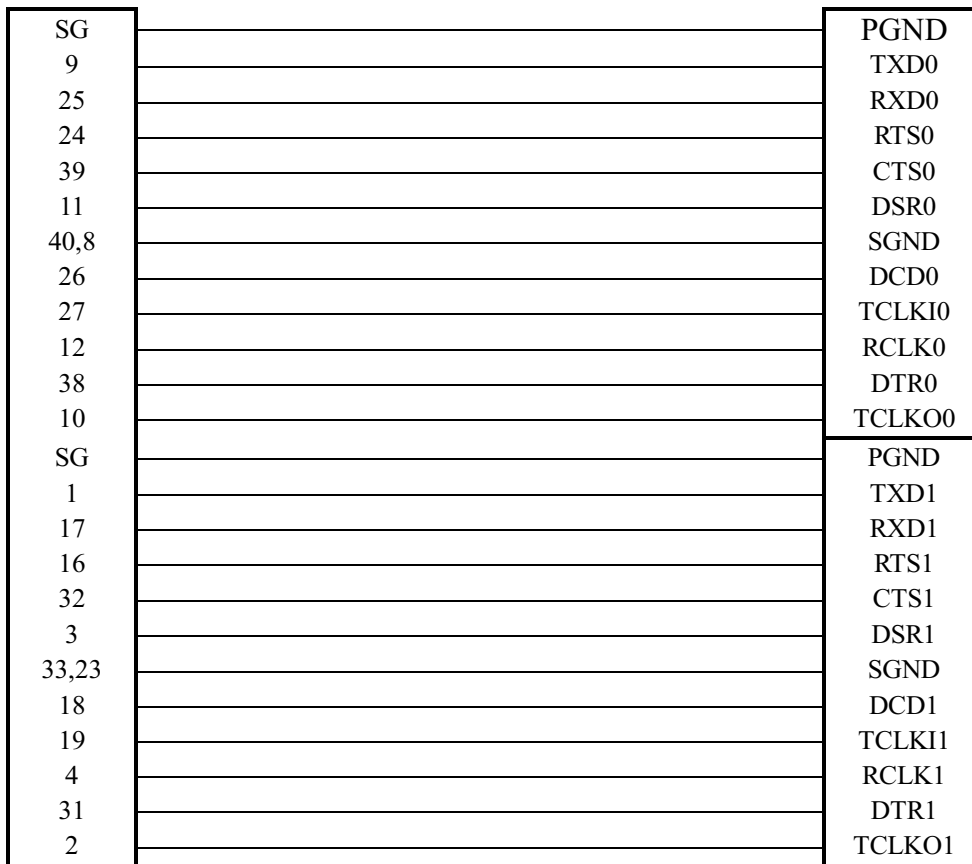 SG PGND
9 TXD0
25 RXD0
24 RTS0
39 CTS0
11 DSR0
40,8 SGND
26 DCD0
27 TCLKI0
12 RCLK0
38 DTR0
10 TCLKO0
SG PGND
1 TXD1
17 RXD1
16 RTS1
32 CTS1
3 DSR1
33,23 SGND
18 DCD1
19 TCLKI1
4 RCLK1
31 DTR1
2 TCLKO1